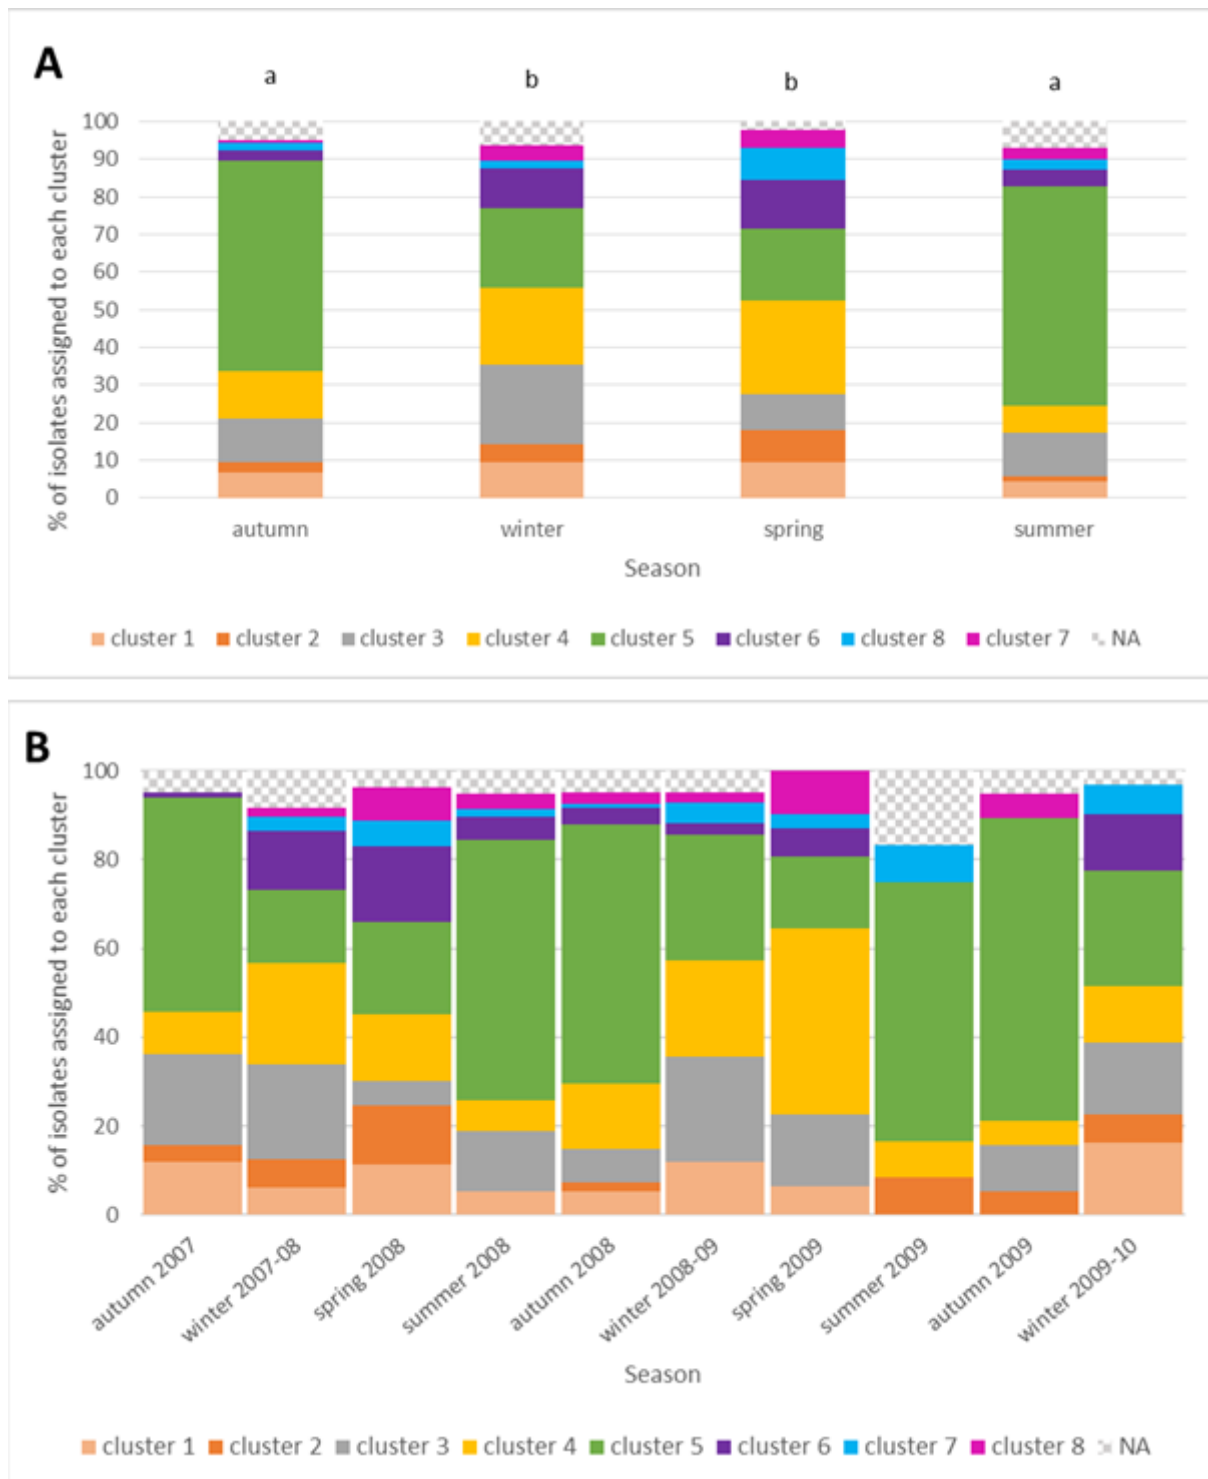 A
a b b a
% of isolates assigned to each cluster
100
90
80
70
60
50
40
30
20
10
0
autumn winter spring summer
Season
cluster 1 cluster 2 cluster 3 cluster 4 cluster 5 cluster 6 cluster 8 cluster 7 NA
B
% of isolates assigned to each cluster
100
80
60
40
20
0
autumn 2007
winter 2007-08
spring 2008
summer 2008
autumn 2008
winter 2008-09
spring 2009
summer 2009
autumn 2009
winter 2009-10
Season
cluster 1 cluster 2 cluster 3 cluster 4 cluster 5 cluster 6 cluster 7 cluster 8 NA